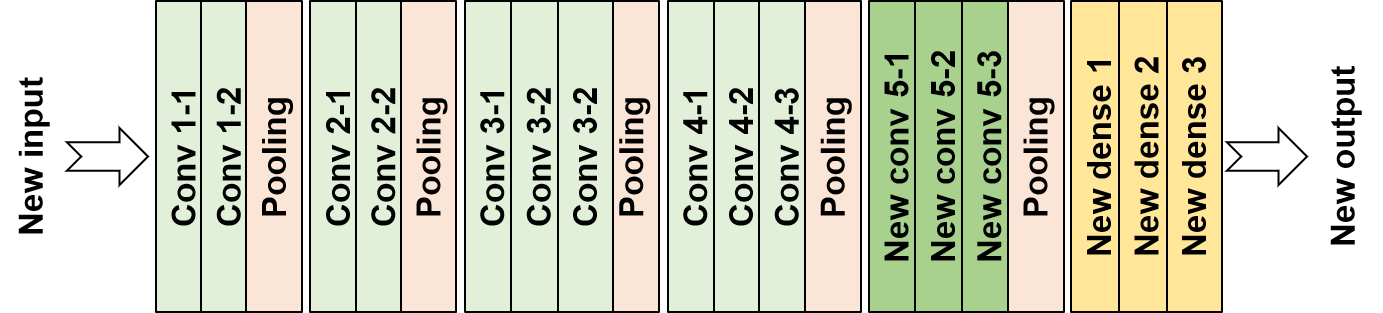 New input
Conv 1-1
Conv 1-2
Pooling
Conv 2-1
Conv 2-2
Pooling
Conv 3-1
Conv 3-2
Conv 3-2
Pooling
Conv 4-1
Conv 4-2
Conv 4-3
Pooling
New conv 5-1
New conv 5-2
New conv 5-3
Pooling
New dense 1
New dense 2
New dense 3
New output